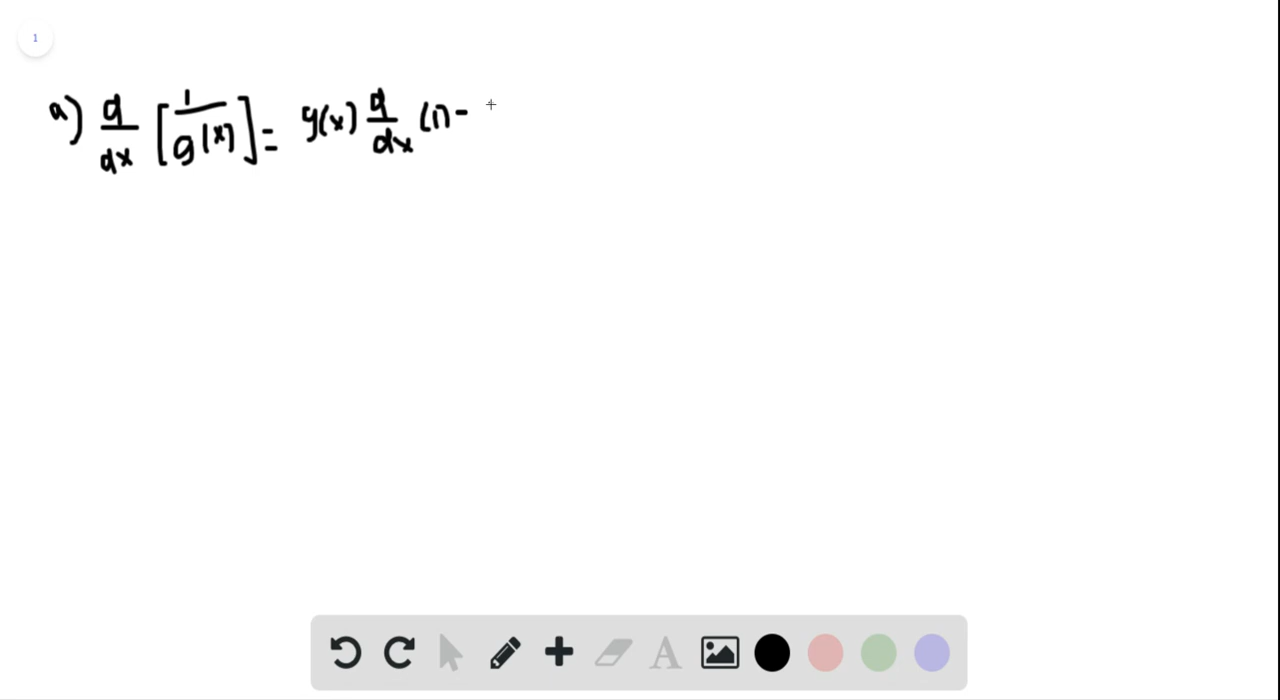 1
a) d/dx [1/g(x)] = g(x) d/dx (1) -
A